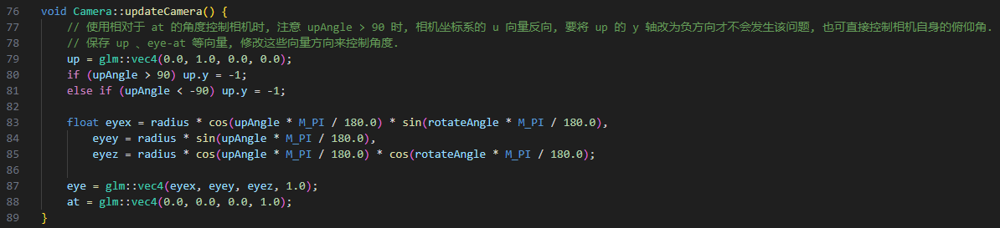 76 void Camera::updateCamera() {
77 // 使用相对于 at 的角度控制相机时, 注意 upAngle > 90 时, 相机坐标系的 u 向量反向, 要将 up 的 y 轴改为负方向才不会发生该问题, 也可直接控制相机自身的俯仰角.
78 // 保存 up 、eye-at 等向量, 修改这些向量方向来控制角度.
79 up = glm::vec4(0.0, 1.0, 0.0, 0.0);
80 if (upAngle > 90) up.y = -1;
81 else if (upAngle < -90) up.y = -1;
82
83 float eyex = radius * cos(upAngle * M_PI / 180.0) * sin(rotateAngle * M_PI / 180.0),
84 eyey = radius * sin(upAngle * M_PI / 180.0),
85 eyez = radius * cos(upAngle * M_PI / 180.0) * cos(rotateAngle * M_PI / 180.0);
86
87 eye = glm::vec4(eyex, eyey, eyez, 1.0);
88 at = glm::vec4(0.0, 0.0, 0.0, 1.0);
89 }